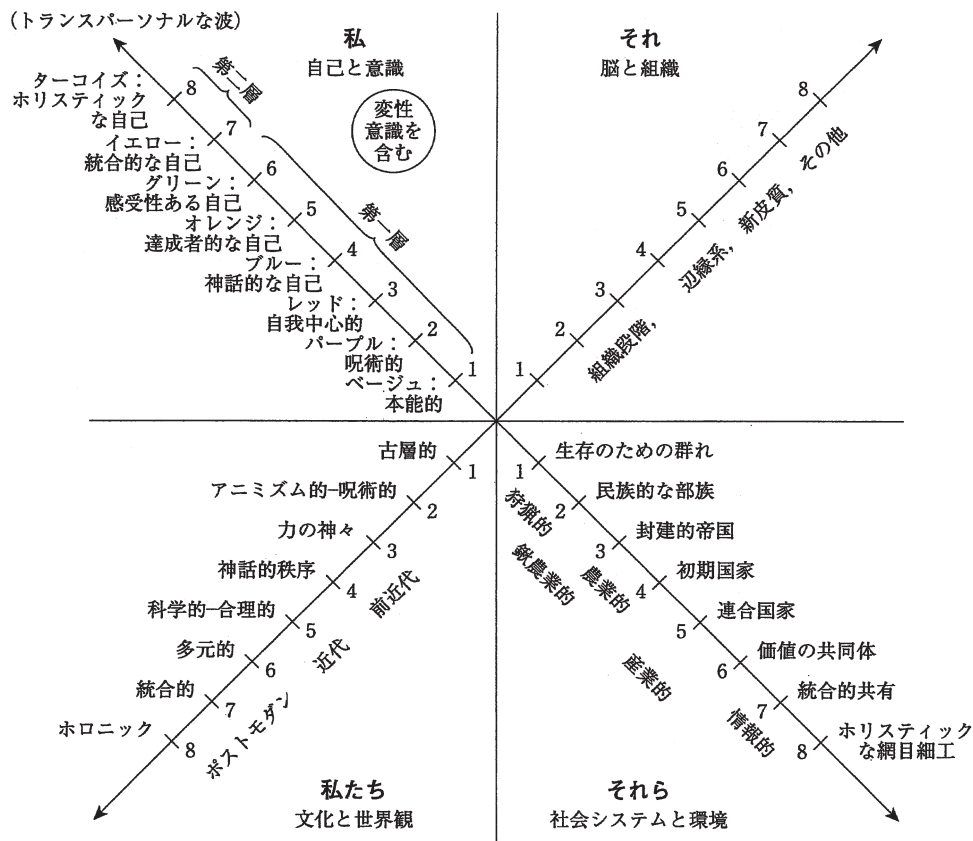 (トランスパーソナルな波)
私
自己と意識
変性
意識を
含む
第二層
第一層
8
ターコイズ：
ホリスティック
な自己
7
イエロー：
統合的な自己
6
グリーン：
感受性ある自己
5
オレンジ：
達成者的な自己
4
ブルー：
神話的な自己
3
レッド：
自我中心的
2
パープル：
呪術的
1
ベージュ：
本能的
それ
脳と組織
8
7
6
5
4
3
2
1
組織段階，辺縁系，新皮質，その他
古層的
1
アニミズム的-呪術的
2
力の神々
3
神話的秩序
4
科学的-合理的
5
多元的
6
統合的
7
ホロニック
8
前近代
近代
ポストモダン
私たち
文化と世界観
1
生存のための群れ
2
民族的な部族
3
封建的帝国
4
初期国家
5
連合国家
6
価値の共同体
7
統合的共有
8
ホリスティック
な網目細工
狩猟的
鍬農業的
農業的
産業的
情報的
それら
社会システムと環境